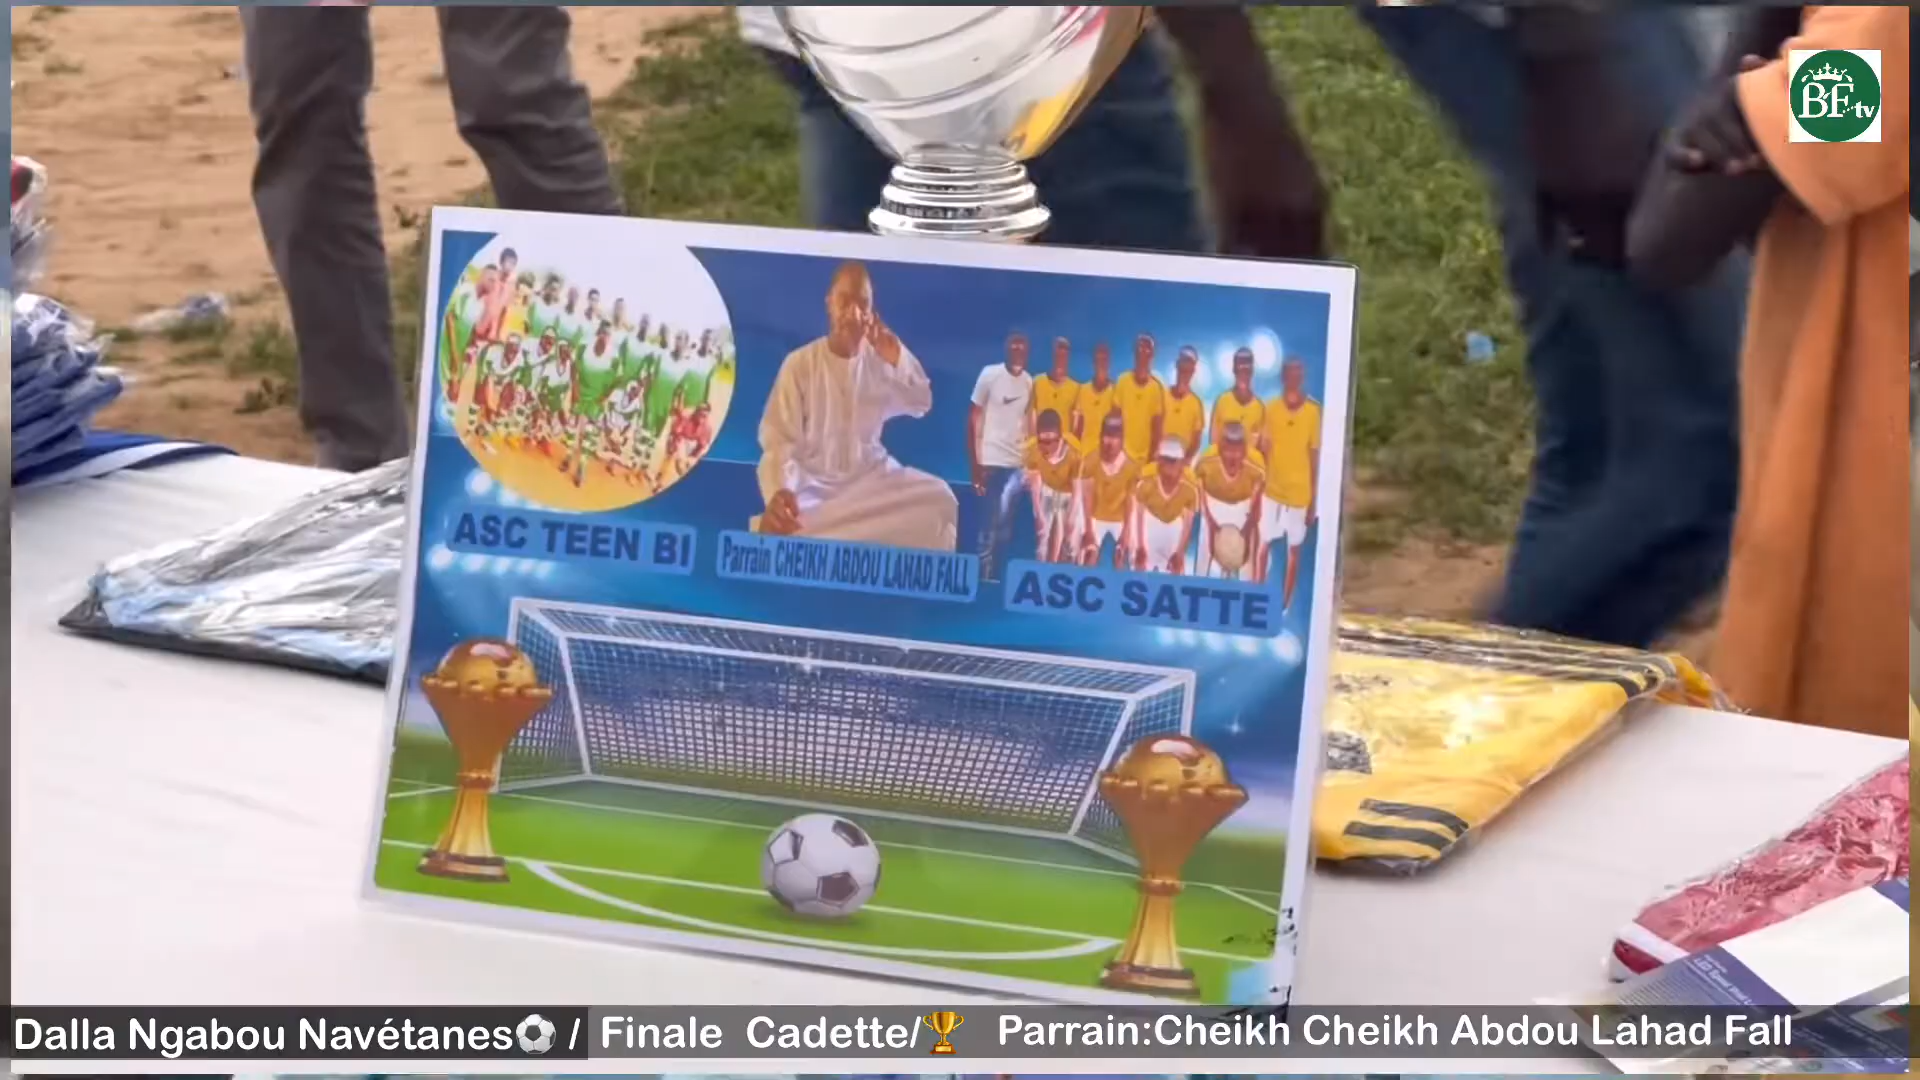 BF tv
ASC TEEN BI
Parrain CHEIKH ABDOU LAHAD FALL
ASC SATTE
Dalla Ngabou Navétanes⚽ / Finale Cadette/🏆 Parrain:Cheikh Cheikh Abdou Lahad Fall